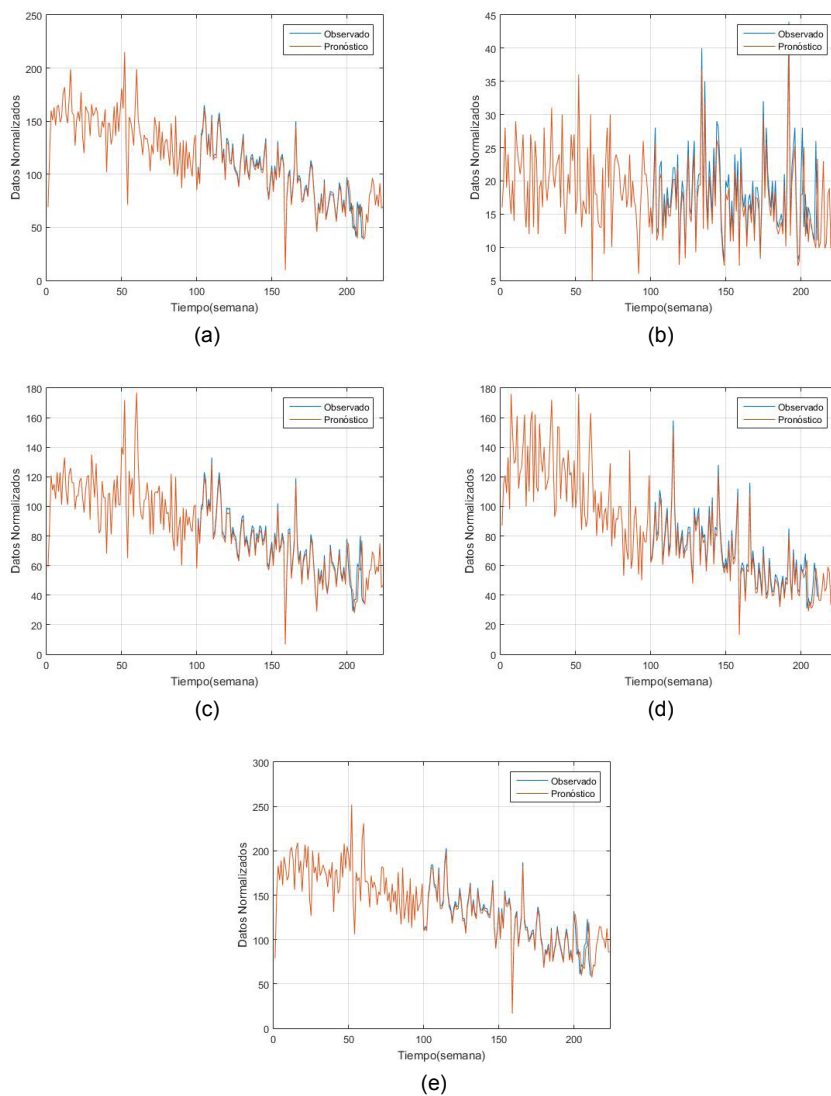 250
200
150
100
50
0
Datos Normalizados
Observado
Pronóstico
0 50 100 150 200
Tiempo(semana)
(a)
45
40
35
30
25
20
15
10
5
Datos Normalizados
Observado
Pronóstico
0 50 100 150 200
Tiempo(semana)
(b)
180
160
140
120
100
80
60
40
20
0
Datos Normalizados
Observado
Pronóstico
0 50 100 150 200
Tiempo(semana)
(c)
180
160
140
120
100
80
60
40
20
0
Datos Normalizados
Observado
Pronóstico
0 50 100 150 200
Tiempo(semana)
(d)
300
250
200
150
100
50
0
Datos Normalizados
Observado
Pronóstico
0 50 100 150 200
Tiempo(semana)
(e)